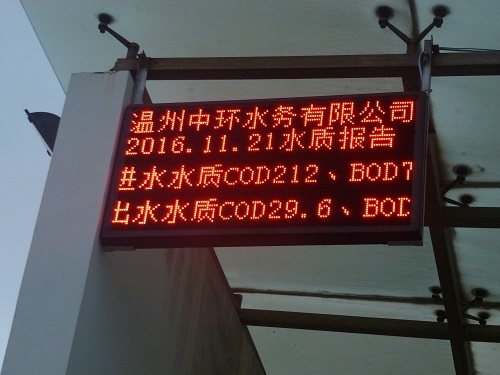 温州中环水务有限公司
2016.11.21水质报告
进水水质COD212、BOD7
出水水质COD29.6、BOD